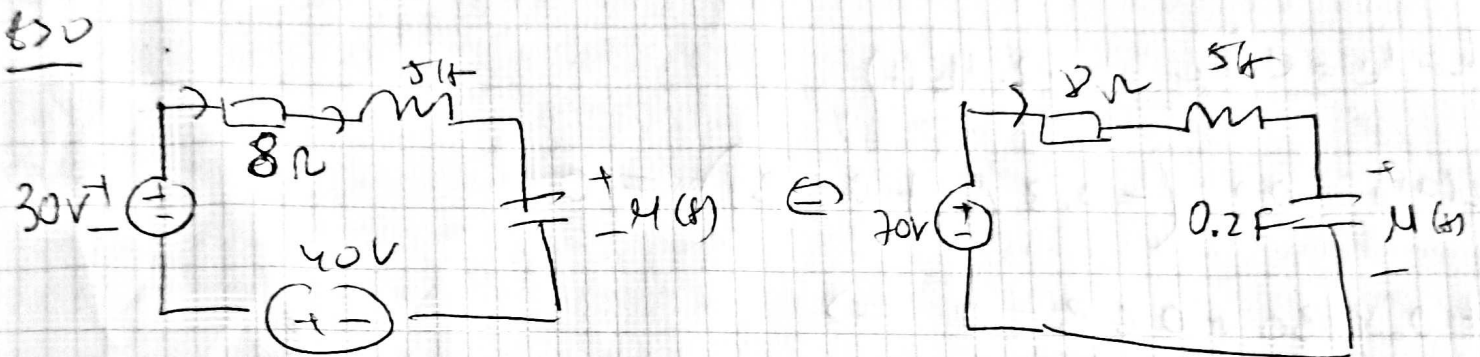 t>0
5H
8Ω
30V
+
-
+
-
+
-
u(t)
40V
+ -
⇔
8Ω
5H
70V
+
-
0.2F
+
-
u(t)